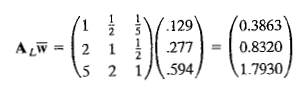 A_L w̅ = ( 1 1/2 1/5 ; 2 1 1/2 ; 5 2 1 ) ( .129 ; .277 ; .594 ) = ( 0.3863 ; 0.8320 ; 1.7930 )